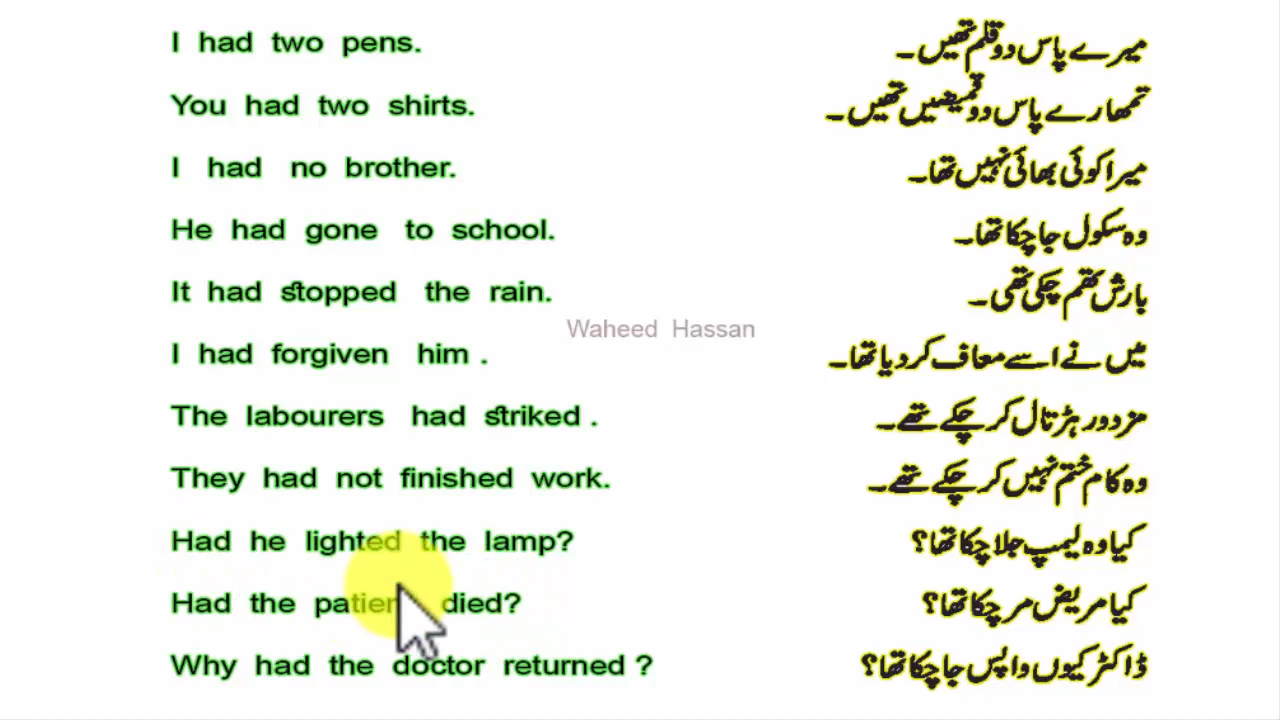 I had two pens. میرے پاس دو قلم تھیں۔
You had two shirts. تمھارے پاس دو قمیضیں تھیں۔
I had no brother. میرا کوئی بھائی نہیں تھا۔
He had gone to school. وہ سکول جا چکا تھا۔
It had stopped the rain. بارش تھم چکی تھی۔
Waheed Hassan
I had forgiven him . میں نے اسے معاف کر دیا تھا۔
The labourers had striked . مزدور ہڑتال کر چکے تھے۔
They had not finished work. وہ کام ختم نہیں کر چکے تھے۔
Had he lighted the lamp? کیا وہ لیمپ جلا چکا تھا؟
Had the patien died? کیا مریض مر چکا تھا؟
Why had the doctor returned ? ڈاکٹر کیوں واپس جا چکا تھا؟